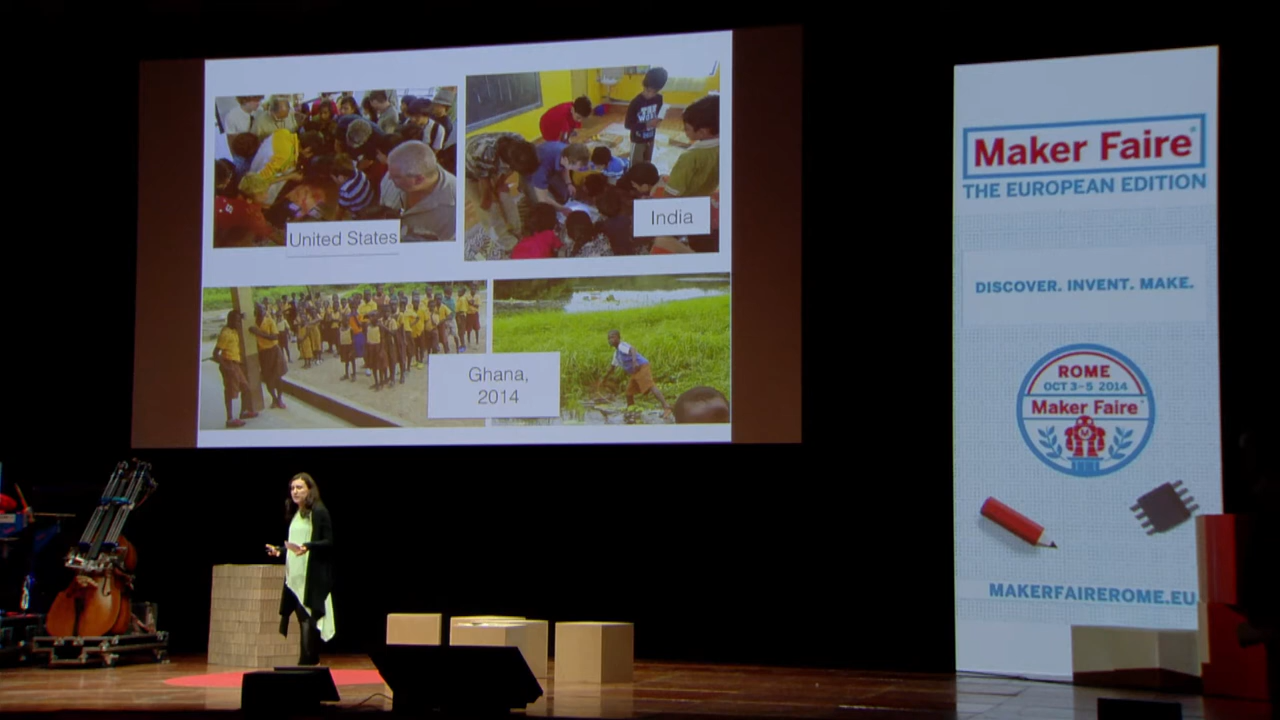 United States
India
Ghana,
2014
Maker Faire
THE EUROPEAN EDITION
DISCOVER. INVENT. MAKE.
ROME
OCT 3-5 2014
Maker Faire
MAKERFAIREROME.EU